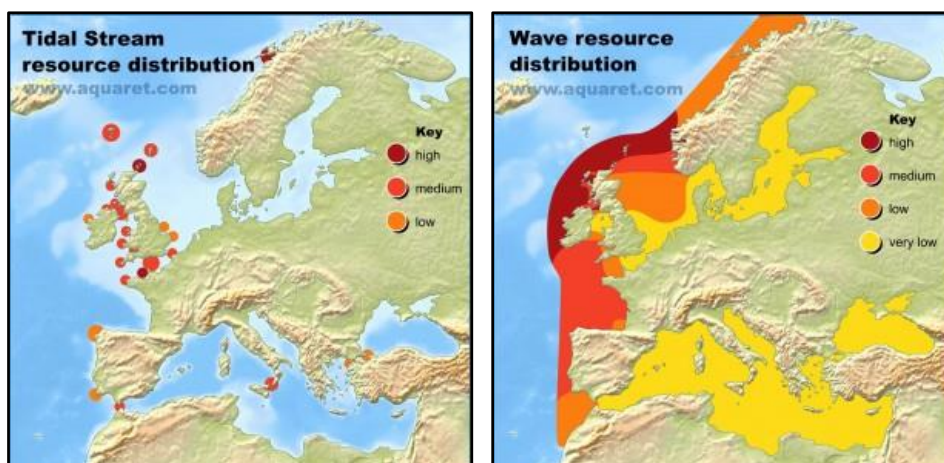 Tidal Stream
resource distribution
www.aquaret.com
Key
high
medium
low
Wave resource
distribution
www.aquaret.com
Key
high
medium
low
very low